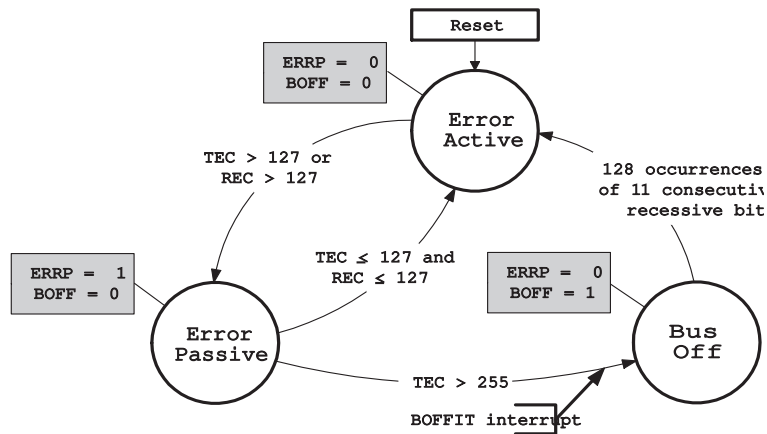 Reset
ERRP = 0
BOFF = 0
Error
Active
TEC > 127 or
REC > 127
128 occurrences
of 11 consecutiv
recessive bit
TEC ≤ 127 and
REC ≤ 127
ERRP = 1
BOFF = 0
ERRP = 0
BOFF = 1
Error
Passive
Bus
Off
TEC > 255
BOFFIT interrupt